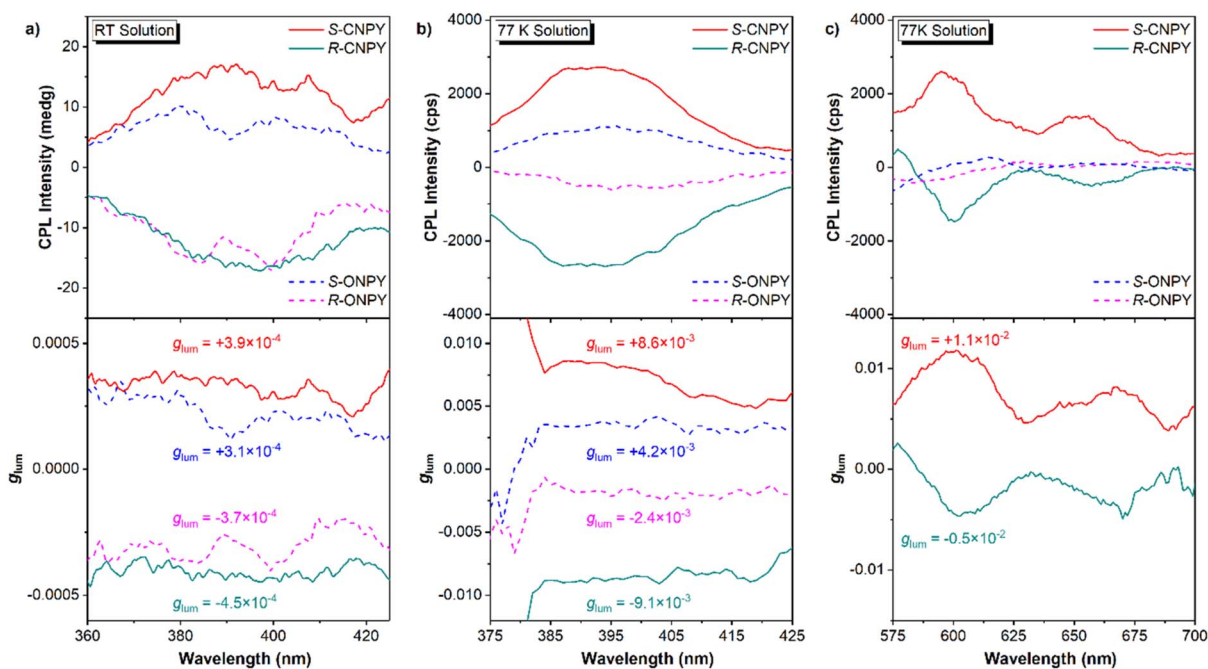 a)
RT Solution
S-CNPY
R-CNPY
CPL Intensity (medg)
20
10
0
-10
-20
S-ONPY
R-ONPY
g_lum
0.0005
0.0000
-0.0005
g_lum = +3.9×10⁻⁴
g_lum = +3.1×10⁻⁴
g_lum = -3.7×10⁻⁴
g_lum = -4.5×10⁻⁴
360 380 400 420
Wavelength (nm)
b)
77 K Solution
S-CNPY
R-CNPY
CPL Intensity (cps)
4000
2000
0
-2000
-4000
S-ONPY
R-ONPY
0.010
0.005
0.000
-0.005
-0.010
g_lum = +8.6×10⁻³
g_lum = +4.2×10⁻³
g_lum = -2.4×10⁻³
g_lum = -9.1×10⁻³
375 385 395 405 415 425
Wavelength (nm)
c)
77K Solution
S-CNPY
R-CNPY
CPL Intensity (cps)
4000
2000
0
-2000
-4000
S-ONPY
R-ONPY
0.01
0.00
-0.01
g_lum = +1.1×10⁻²
g_lum = -0.5×10⁻²
575 600 625 650 675 700
Wavelength (nm)